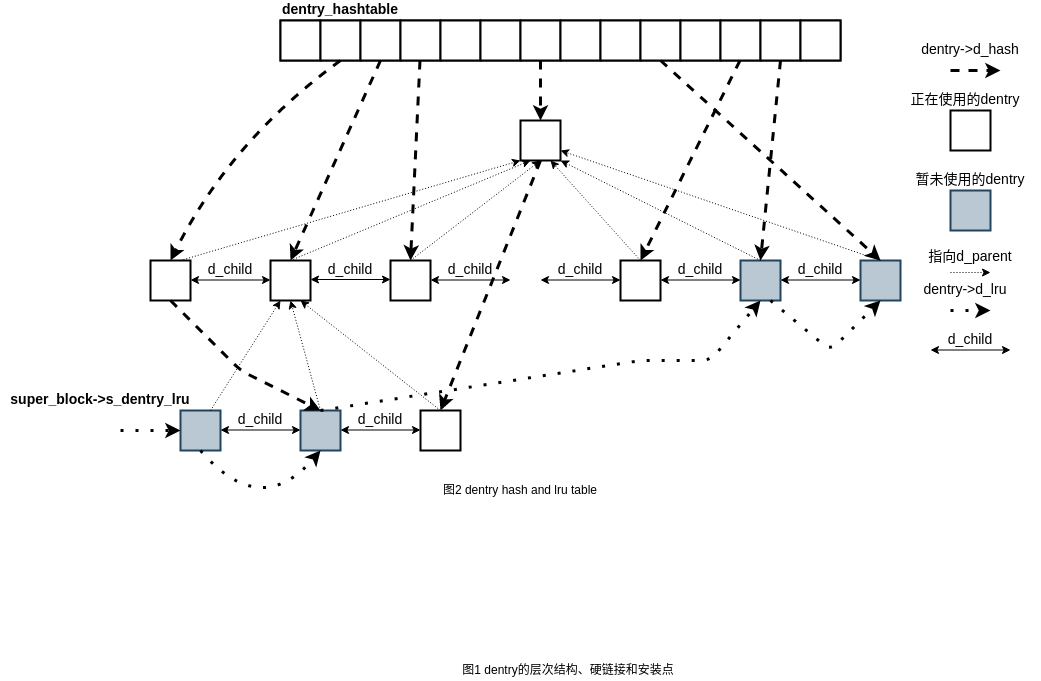 dentry_hashtable
dentry->d_hash
正在使用的dentry
暂未使用的dentry
指向d_parent
dentry->d_lru
d_child
d_child
d_child
d_child
d_child
d_child
d_child
super_block->s_dentry_lru
d_child
d_child
图2 dentry hash and lru table
图1 dentry的层次结构、硬链接和安装点